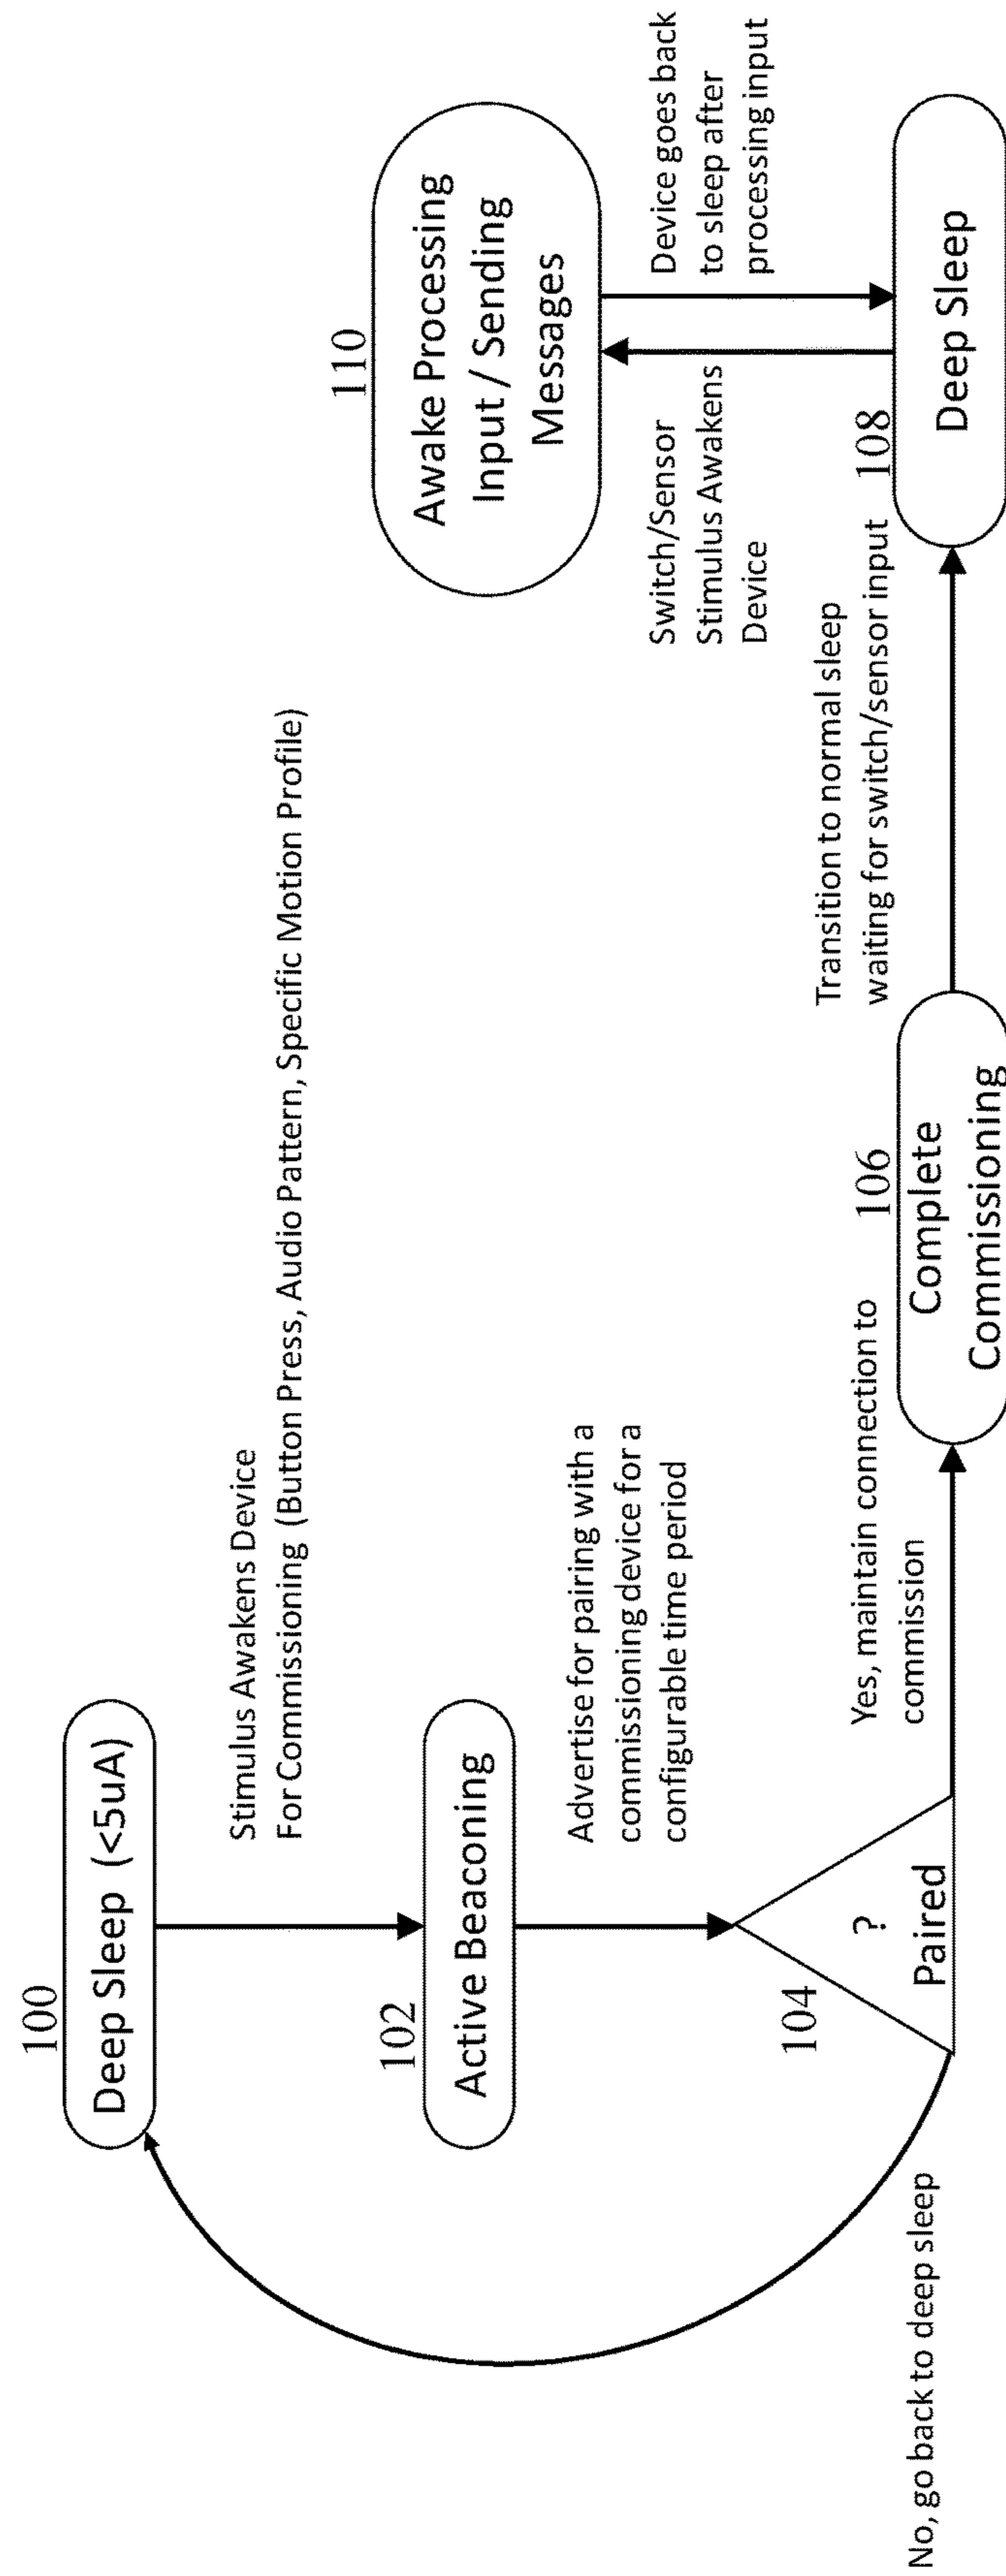 100
Deep Sleep (<5uA)
Stimulus Awakens Device
For Commissioning (Button Press, Audio Pattern, Specific Motion Profile)
102
Active Beaconing
Advertise for pairing with a
commissioning device for a
configurable time period
104
?
Paired
No, go back to deep sleep
Yes, maintain connection to
commission
106
Complete
Commissioning
Transition to normal sleep
waiting for switch/sensor input
108
Deep Sleep
Switch/Sensor
Stimulus Awakens
Device
110
Awake Processing
Input / Sending
Messages
Device goes back
to sleep after
processing input